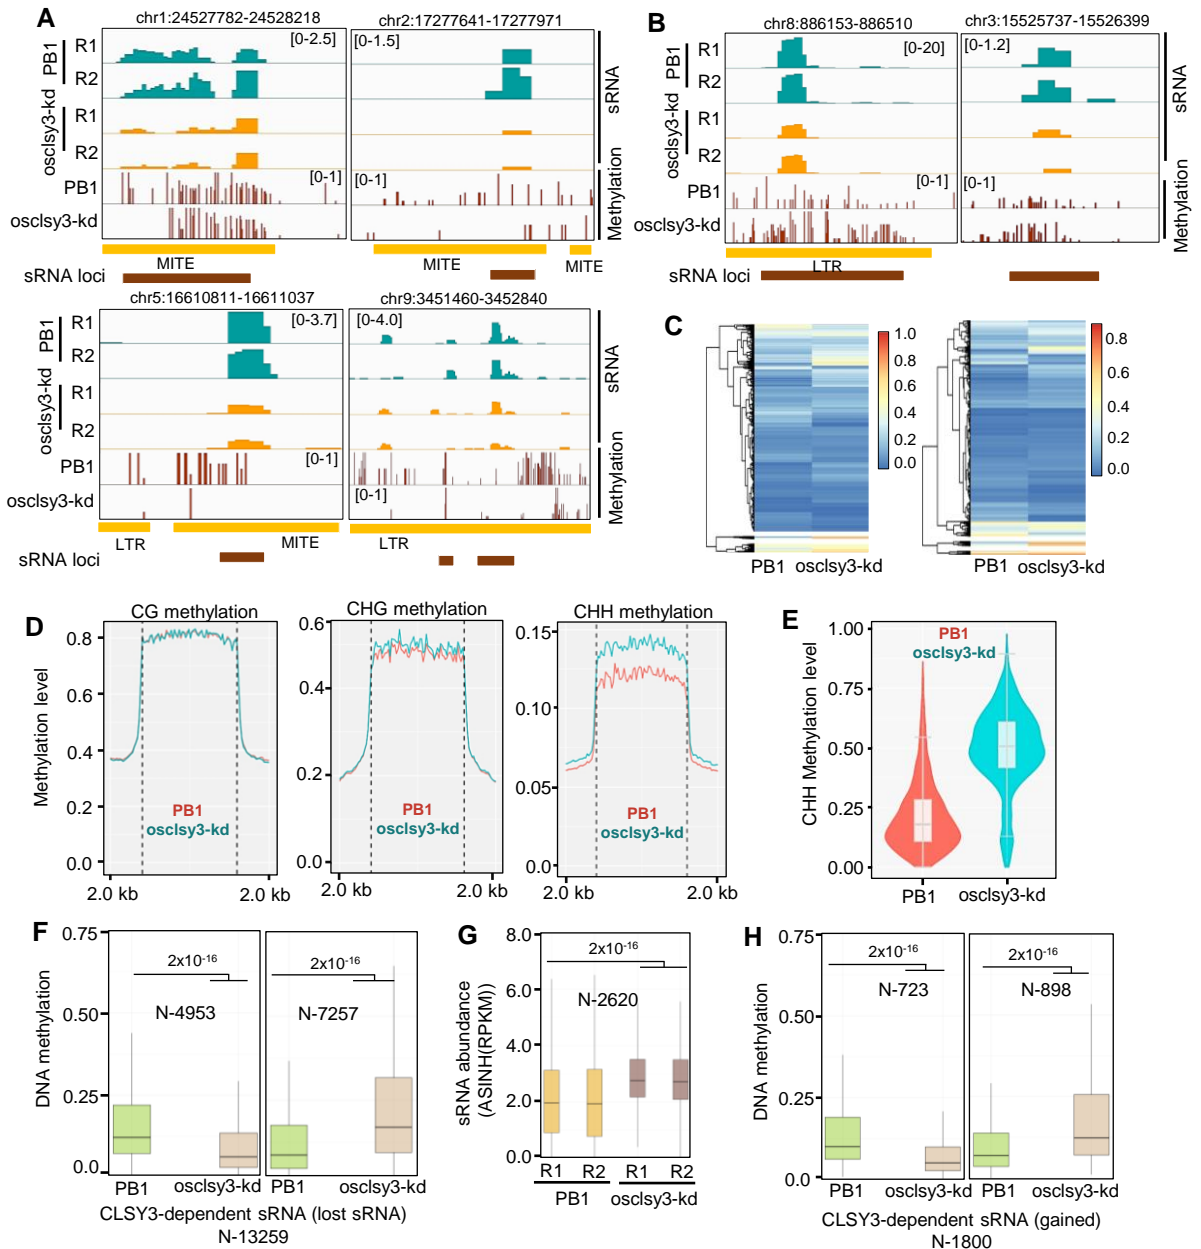 A
chr1:24527782-24528218
chr2:17277641-17277971
PB1
R1
R2
osclsy3-kd
R1
R2
PB1
osclsy3-kd
[0-2.5]
[0-1.5]
[0-1]
[0-1]
sRNA
Methylation
MITE
MITE
MITE
sRNA loci
chr5:16610811-16611037
chr9:3451460-3452840
PB1
R1
R2
osclsy3-kd
R1
R2
PB1
osclsy3-kd
[0-3.7]
[0-4.0]
[0-1]
[0-1]
sRNA
Methylation
LTR
MITE
LTR
sRNA loci
B
chr8:886153-886510
chr3:15525737-15526399
PB1
R1
R2
osclsy3-kd
R1
R2
PB1
osclsy3-kd
[0-20]
[0-1.2]
[0-1]
[0-1]
sRNA
Methylation
LTR
sRNA loci
C
1.0
0.8
0.6
0.4
0.2
0.0
PB1 osclsy3-kd
0.8
0.6
0.4
0.2
0.0
PB1 osclsy3-kd
D
CG methylation
CHG methylation
CHH methylation
Methylation level
0.8
0.6
0.4
0.2
0.0
PB1
osclsy3-kd
2.0 kb
2.0 kb
0.6
0.4
0.2
0.0
PB1
osclsy3-kd
2.0 kb
2.0 kb
0.15
0.10
0.05
0.0
PB1
osclsy3-kd
2.0 kb
2.0 kb
E
CHH Methylation level
1.00
0.75
0.50
0.25
0.00
PB1
osclsy3-kd
PB1
osclsy3-kd
F
DNA methylation
0.75
0.50
0.25
0.0
2x10-16
N-4953
2x10-16
N-7257
PB1
osclsy3-kd
PB1
osclsy3-kd
CLSY3-dependent sRNA (lost sRNA)
N-13259
G
sRNA abundance
(ASINH(RPKM))
8.0
6.0
4.0
2.0
0.0
2x10-16
N-2620
R1
R2
R1
R2
PB1
osclsy3-kd
H
DNA methylation
0.75
0.50
0.25
0.0
2x10-16
N-723
2x10-16
N-898
PB1
osclsy3-kd
PB1
osclsy3-kd
CLSY3-dependent sRNA (gained)
N-1800